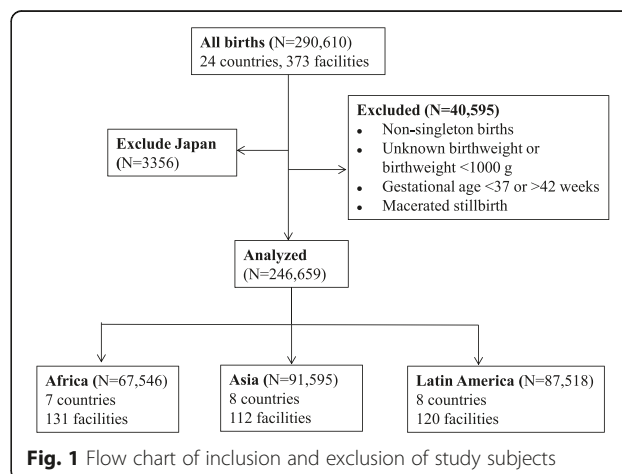 All births (N=290,610)
24 countries, 373 facilities
Exclude Japan
(N=3356)
Excluded (N=40,595)
• Non-singleton births
• Unknown birthweight or
birthweight <1000 g
• Gestational age <37 or >42 weeks
• Macerated stillbirth
Analyzed
(N=246,659)
Africa (N=67,546)
7 countries
131 facilities
Asia (N=91,595)
8 countries
112 facilities
Latin America (N=87,518)
8 countries
120 facilities
Fig. 1 Flow chart of inclusion and exclusion of study subjects